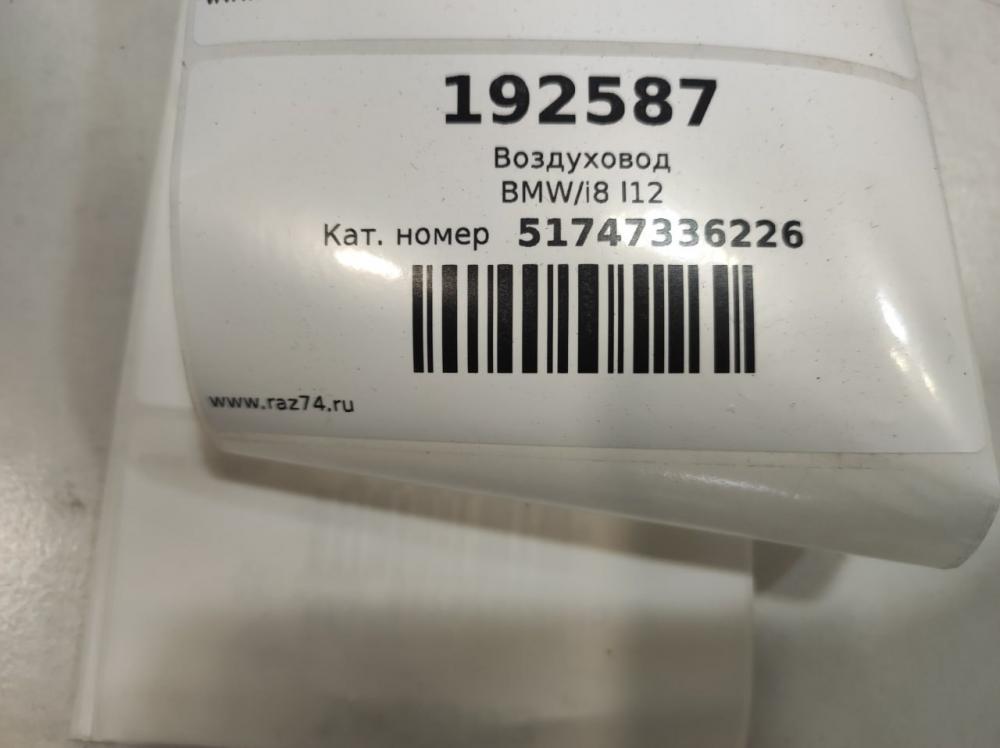 192587
Воздуховод
BMW/i8 I12
Кат. номер 51747336226
www.raz74.ru